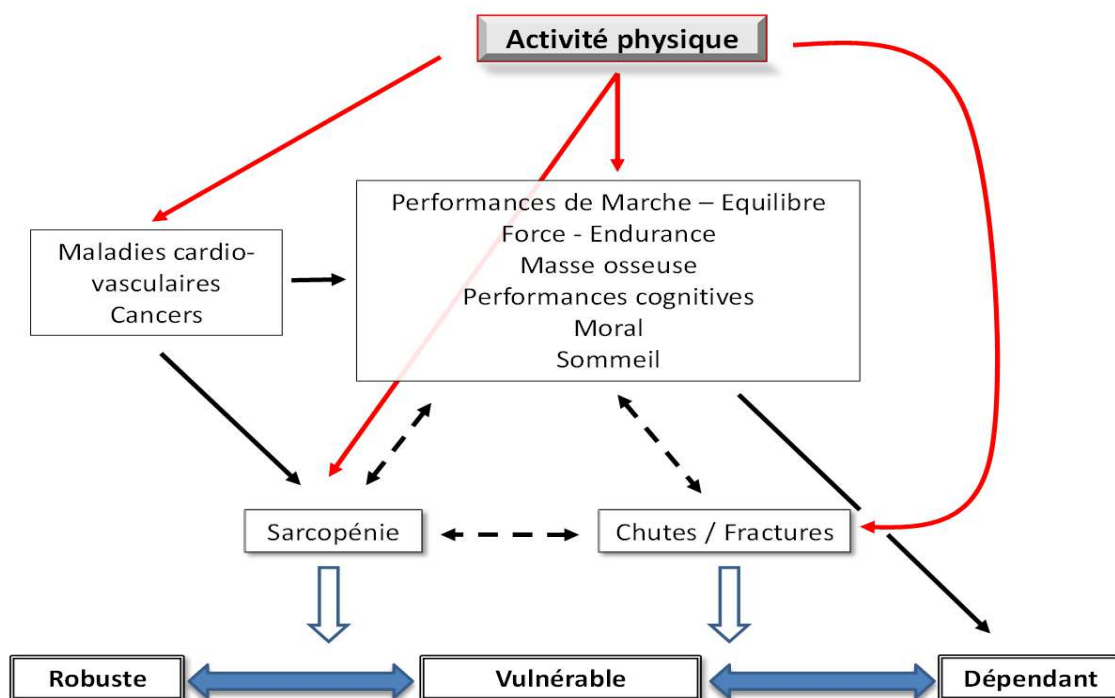 Activité physique
Performances de Marche – Equilibre
Force - Endurance
Masse osseuse
Performances cognitives
Moral
Sommeil
Maladies cardio-
vasculaires
Cancers
Sarcopénie
Chutes / Fractures
Robuste
Vulnérable
Dépendant